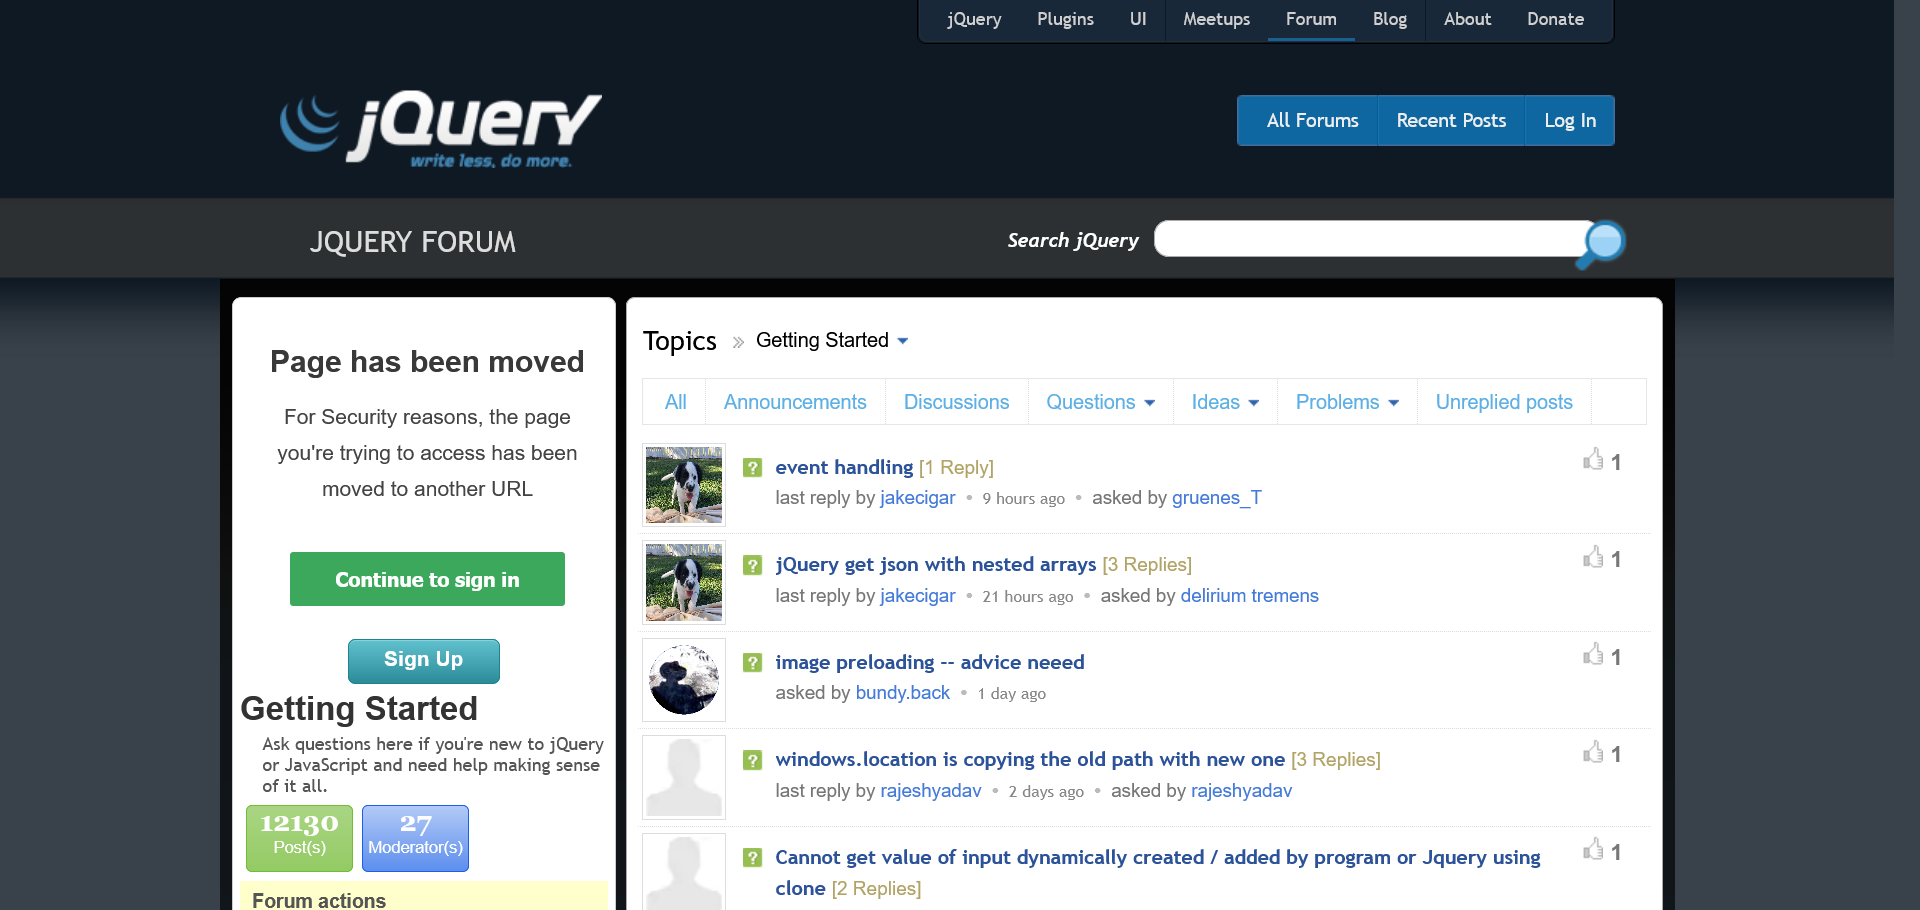 jQuery Plugins UI Meetups Forum Blog About Donate
jQuery
write less, do more.
All Forums Recent Posts Log In
JQUERY FORUM
Search jQuery
Page has been moved
For Security reasons, the page
you're trying to access has been
moved to another URL
Continue to sign in
Sign Up
Getting Started
Ask questions here if you're new to jQuery
or JavaScript and need help making sense
of it all.
12130
Post(s)
27
Moderator(s)
Forum actions
Topics » Getting Started
All Announcements Discussions Questions Ideas Problems Unreplied posts
? event handling [1 Reply] 1
last reply by jakecigar • 9 hours ago • asked by gruenes_T
? jQuery get json with nested arrays [3 Replies] 1
last reply by jakecigar • 21 hours ago • asked by delirium tremens
? image preloading -- advice neeed 1
asked by bundy.back • 1 day ago
? windows.location is copying the old path with new one [3 Replies] 1
last reply by rajeshyadav • 2 days ago • asked by rajeshyadav
? Cannot get value of input dynamically created / added by program or Jquery using 1
clone [2 Replies]